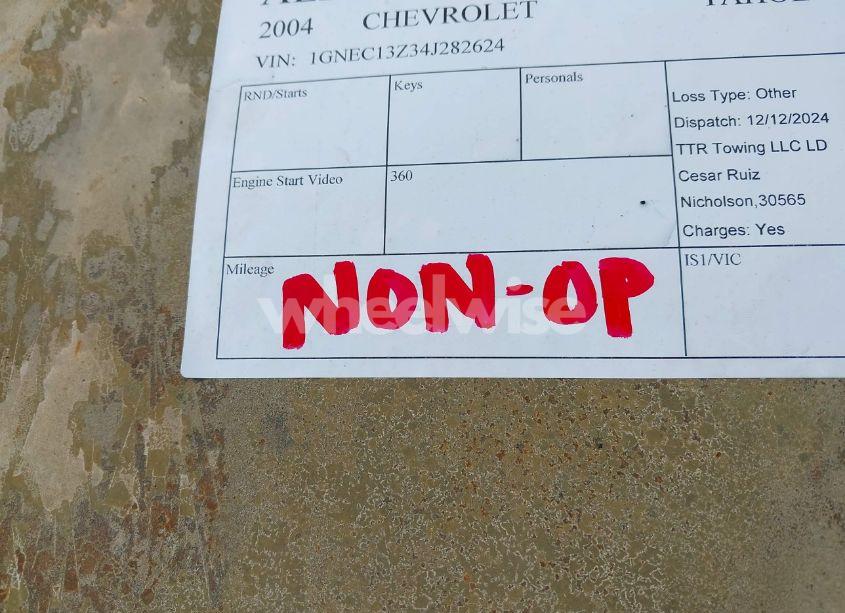 2004 CHEVROLET
VIN: 1GNEC13Z34J282624
RND/Starts
Keys
Personals
Loss Type: Other
Dispatch: 12/12/2024
TTR Towing LLC LD
Cesar Ruiz
Nicholson,30565
Charges: Yes
Engine Start Video
360
Mileage
NON-OP
IS1/VIC
wheelwise